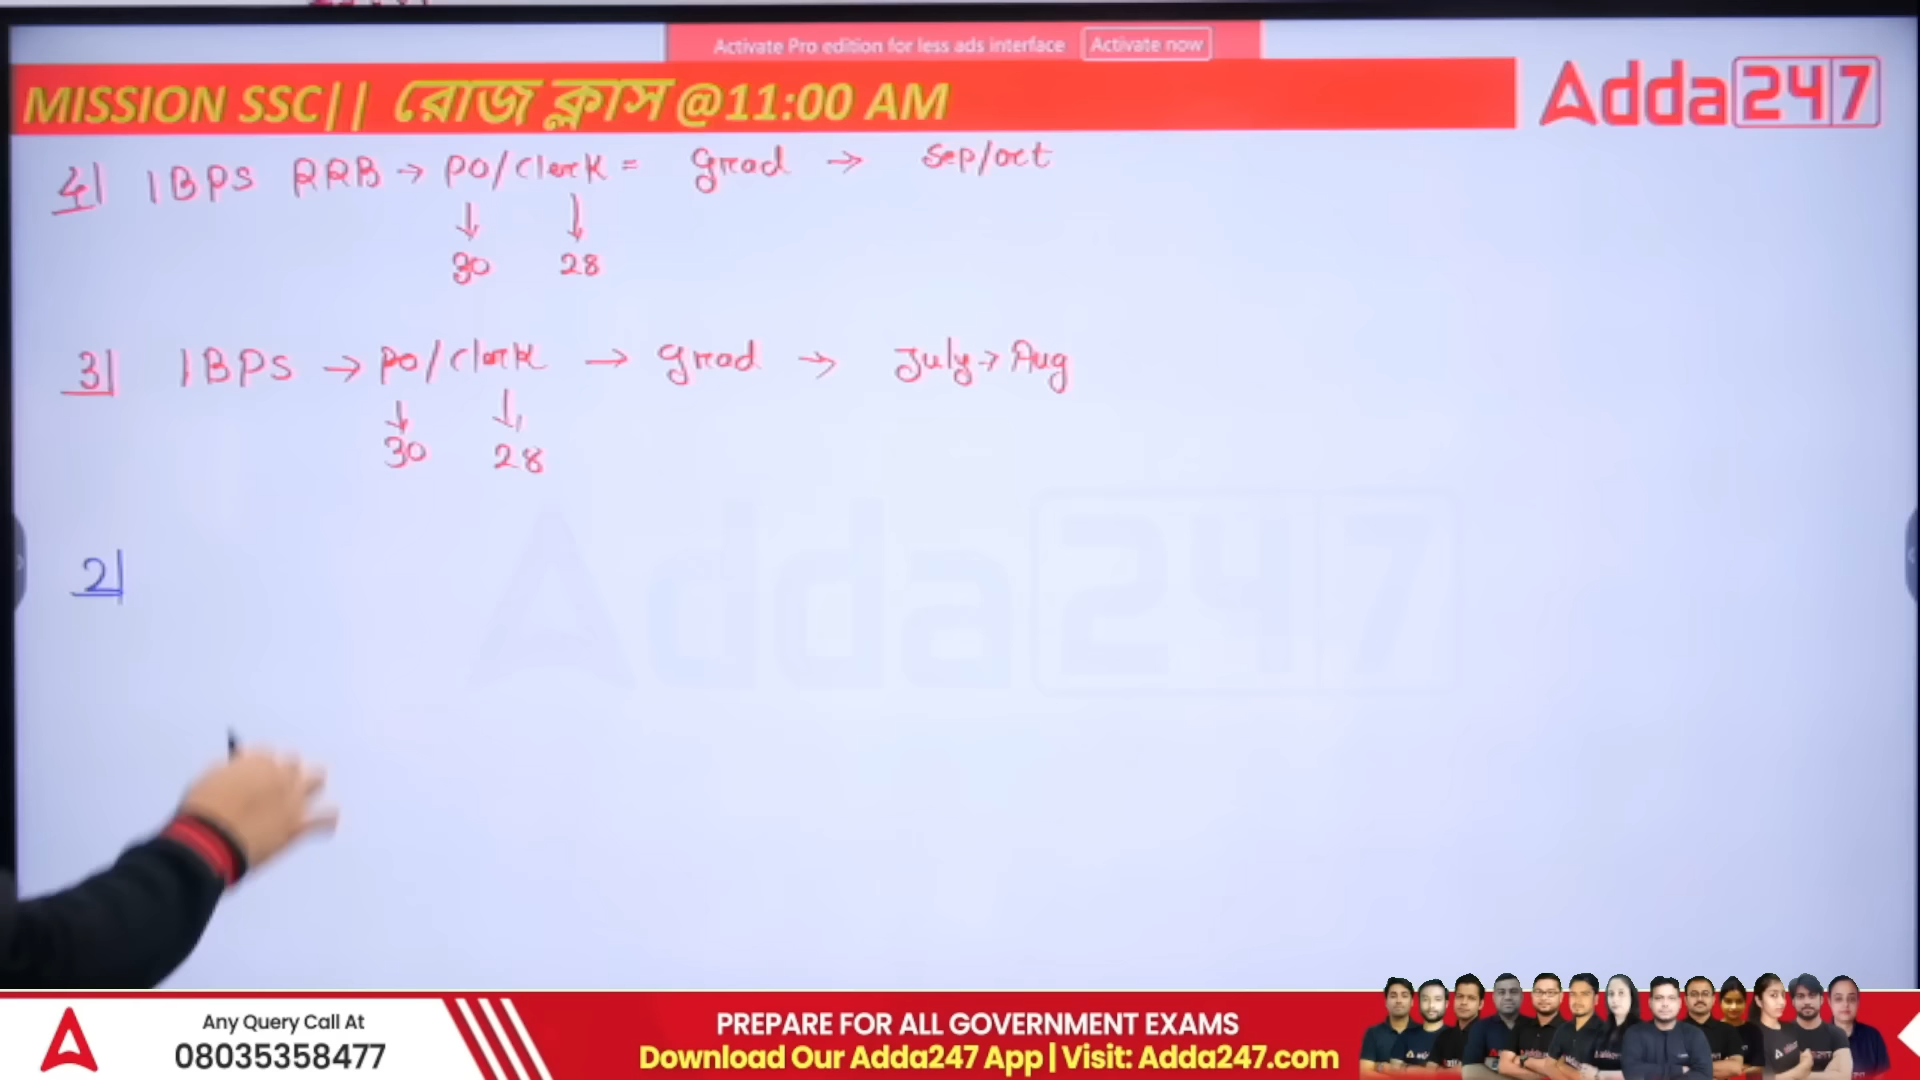 Activate Pro edition for less ads interface Activate now
MISSION SSC|| রোজ ক্লাস @11:00 AM
Adda247
4| IBPS RRB → PO/Clerk = grad → Sep/oct
↓ ↓
30 28
3| IBPS → PO/Clerk → grad → July → Aug
↓ ↓
30 28
2|
Adda247
Any Query Call At
08035358477
PREPARE FOR ALL GOVERNMENT EXAMS
Download Our Adda247 App | Visit: Adda247.com